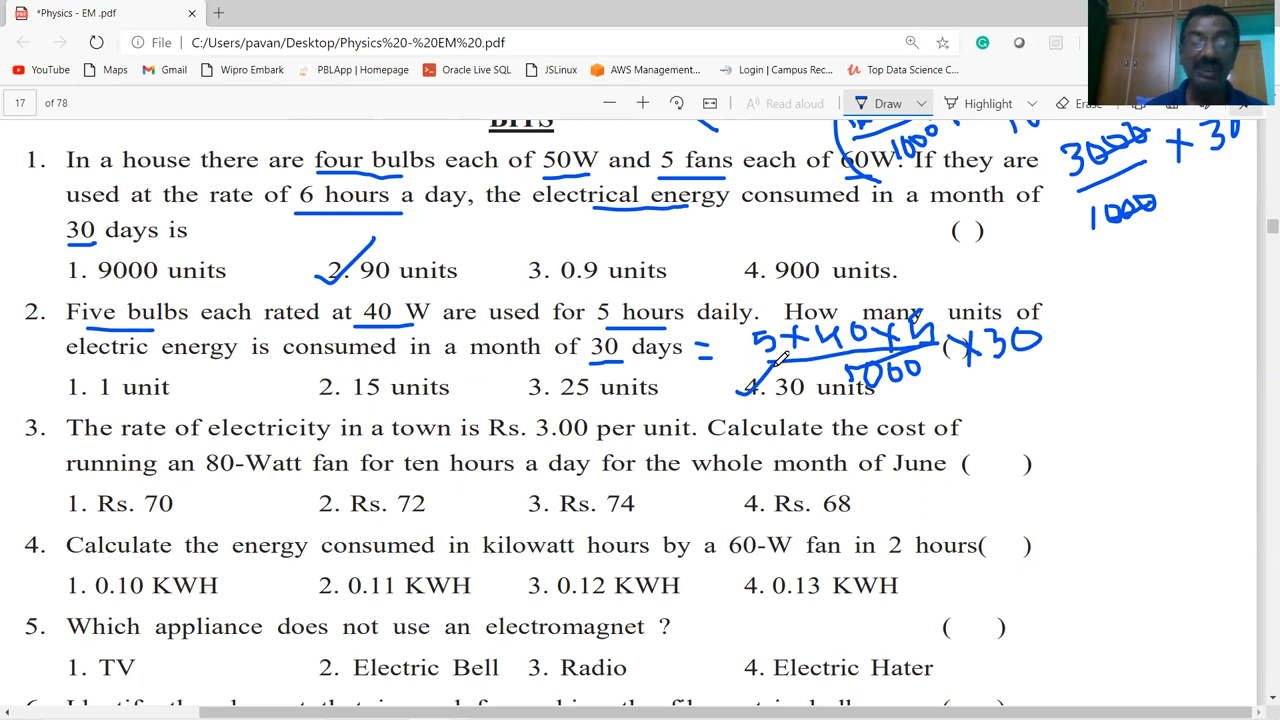 *Physics - EM .pdf
File C:/Users/pavan/Desktop/Physics%20-%20EM%20.pdf
YouTube Maps Gmail Wipro Embark PBLApp | Homepage Oracle Live SQL JSLinux AWS Management... Login | Campus Rec... Top Data Science C...
17 of 78 Read aloud Draw Highlight Erase
BITS
1000
1. In a house there are four bulbs each of 50W and 5 fans each of 60W. If they are
3000 × 30
used at the rate of 6 hours a day, the electrical energy consumed in a month of
1000
30 days is ( )
1. 9000 units 2. 90 units 3. 0.9 units 4. 900 units.
2. Five bulbs each rated at 40 W are used for 5 hours daily. How many units of
electric energy is consumed in a month of 30 days = 5 × 40 × 5 ( ) × 30
1. 1 unit 2. 15 units 3. 25 units 4. 30 units
3. The rate of electricity in a town is Rs. 3.00 per unit. Calculate the cost of
running an 80-Watt fan for ten hours a day for the whole month of June ( )
1. Rs. 70 2. Rs. 72 3. Rs. 74 4. Rs. 68
4. Calculate the energy consumed in kilowatt hours by a 60-W fan in 2 hours( )
1. 0.10 KWH 2. 0.11 KWH 3. 0.12 KWH 4. 0.13 KWH
5. Which appliance does not use an electromagnet ? ( )
1. TV 2. Electric Bell 3. Radio 4. Electric Hater